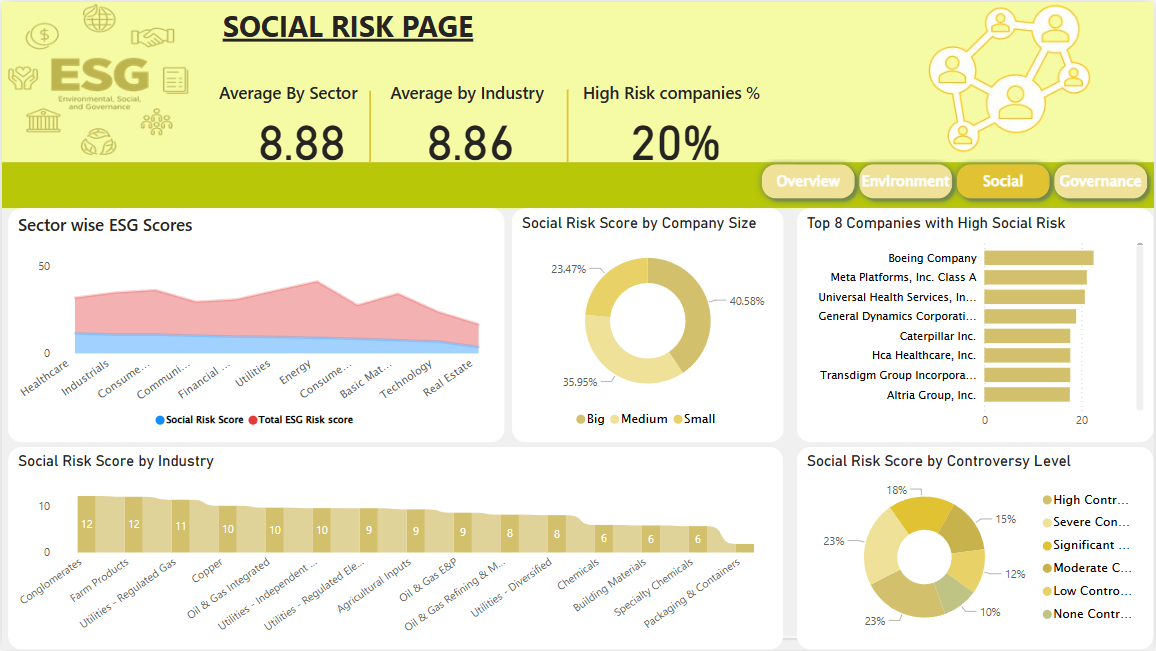 SOCIAL RISK PAGE
ESG
Environmental, Social,
and Governance
Average By Sector
8.88
Average by Industry
8.86
High Risk companies %
20%
Overview
Environment
Social
Governance
Sector wise ESG Scores
50
0
Healthcare
Industrials
Consume...
Communi...
Financial ...
Utilities
Energy
Consume...
Basic Mat...
Technology
Real Estate
Social Risk Score
Total ESG Risk score
Social Risk Score by Company Size
23.47%
40.58%
35.95%
Big
Medium
Small
Top 8 Companies with High Social Risk
Boeing Company
Meta Platforms, Inc. Class A
Universal Health Services, In...
General Dynamics Corporati...
Caterpillar Inc.
Hca Healthcare, Inc.
Transdigm Group Incorpora...
Altria Group, Inc.
0
20
Social Risk Score by Industry
10
0
12
12
11
10
10
10
9
9
9
8
8
6
6
6
Conglomerates
Farm Products
Utilities - Regulated Gas
Copper
Oil & Gas Integrated
Utilities - Independent ...
Utilities - Regulated Ele...
Agricultural Inputs
Oil & Gas E&P
Oil & Gas Refining & M...
Utilities - Diversified
Chemicals
Building Materials
Specialty Chemicals
Packaging & Containers
Social Risk Score by Controversy Level
18%
15%
23%
12%
10%
23%
High Contr...
Severe Con...
Significant ...
Moderate C...
Low Contro...
None Contr...